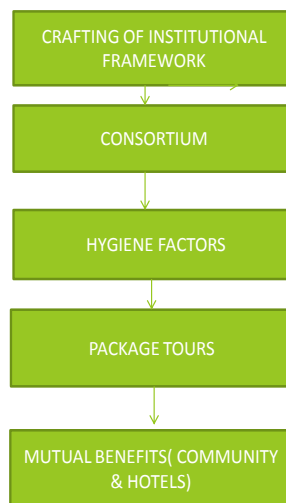 CRAFTING OF INSTITUTIONAL
FRAMEWORK
CONSORTIUM
HYGIENE FACTORS
PACKAGE TOURS
MUTUAL BENEFITS( COMMUNITY
& HOTELS)